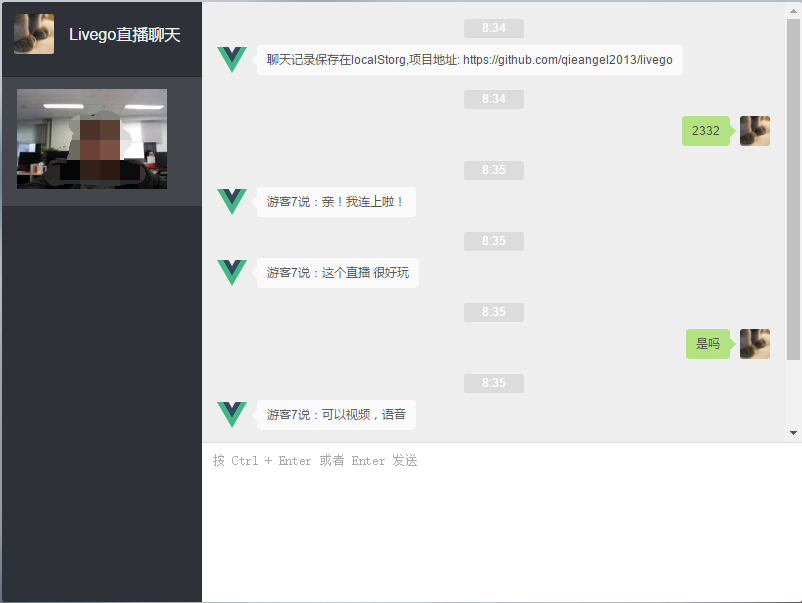 Livego直播聊天
8:34
聊天记录保存在localStorg,项目地址: https://github.com/qieangel2013/livego
8:34
2332
8:35
游客7说：亲！我连上啦！
8:35
游客7说：这个直播 很好玩
8:35
是吗
8:35
游客7说：可以视频，语音
按 Ctrl + Enter 或者 Enter 发送